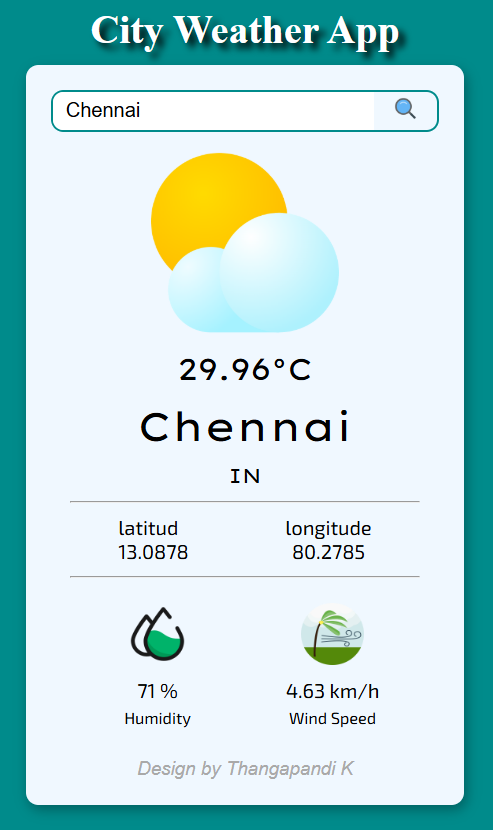 City Weather App
Chennai
29.96°C
Chennai
IN
latitud longitude
13.0878 80.2785
71 % 4.63 km/h
Humidity Wind Speed
Design by Thangapandi K